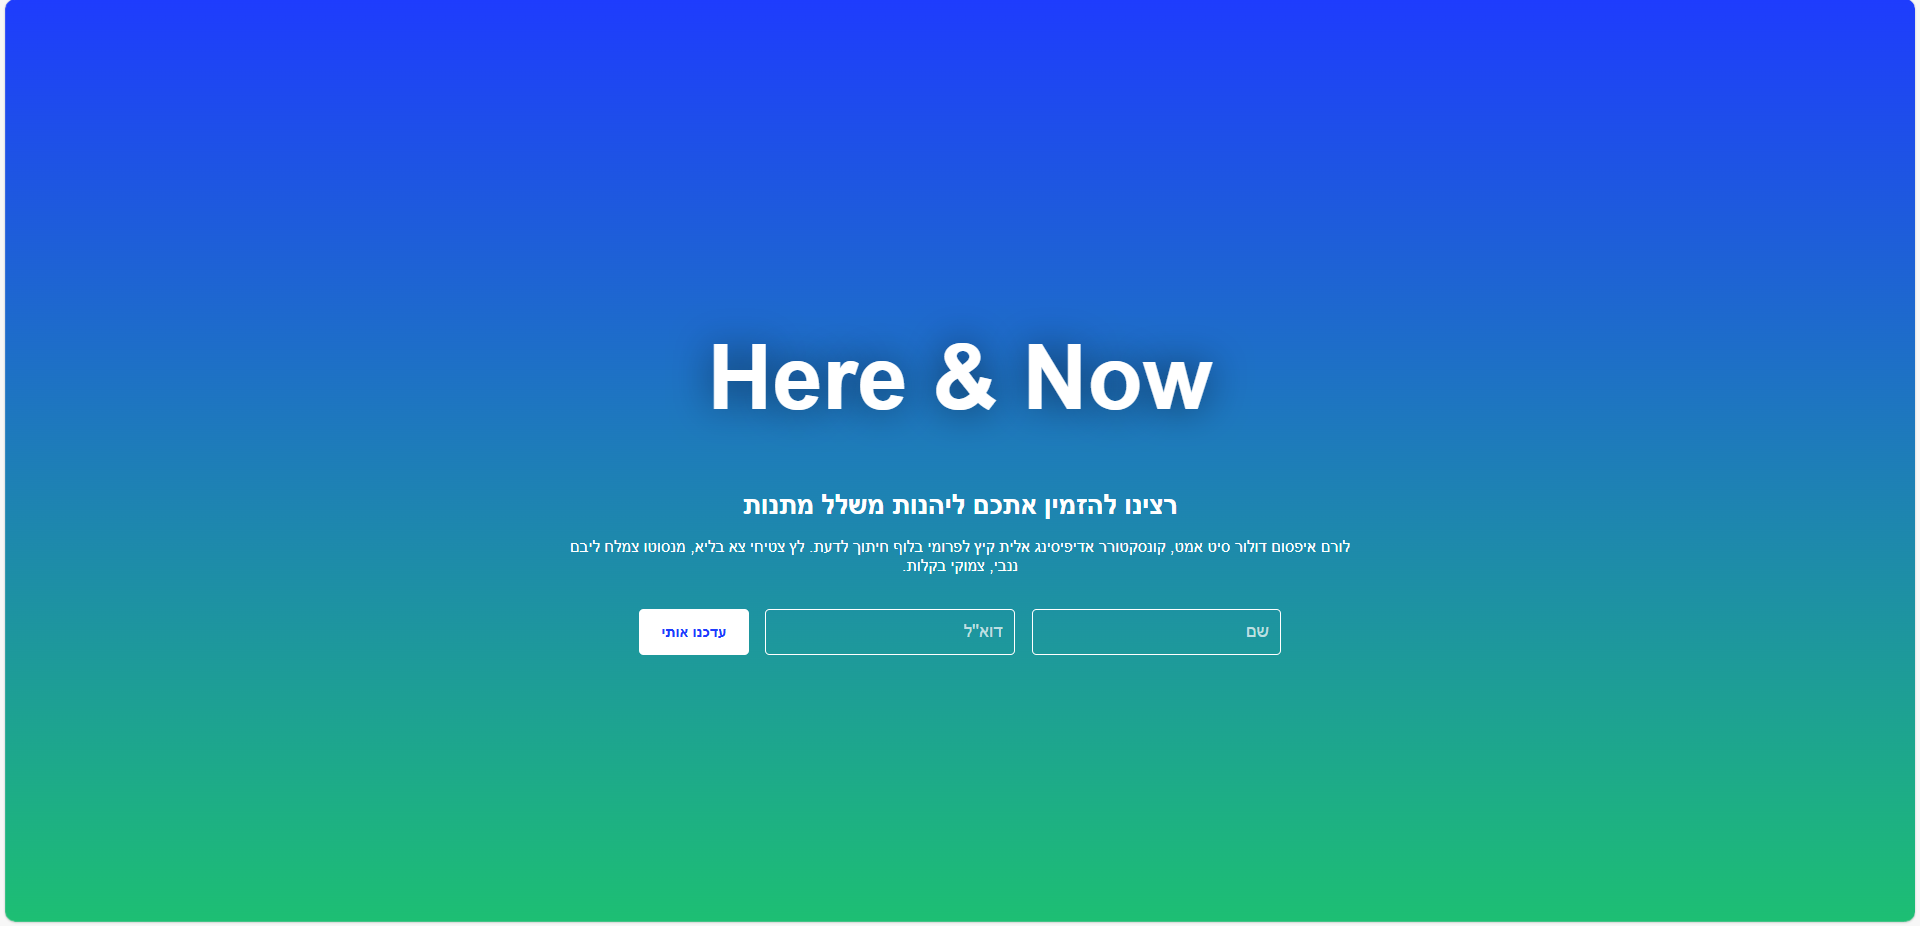 Here & Now
רצינו להזמין אתכם ליהנות משלל מתנות
לורם איפסום דולור סיט אמט, קונסקטורר אדיפיסינג אלית קיץ לפרומי בלוף חיתוך לדעת. לץ צטיחי צא בליא, מנסוטו צמלח ליבם
ננבי, צמוקי בקלות.
שם
דוא"ל
עדכנו אותי